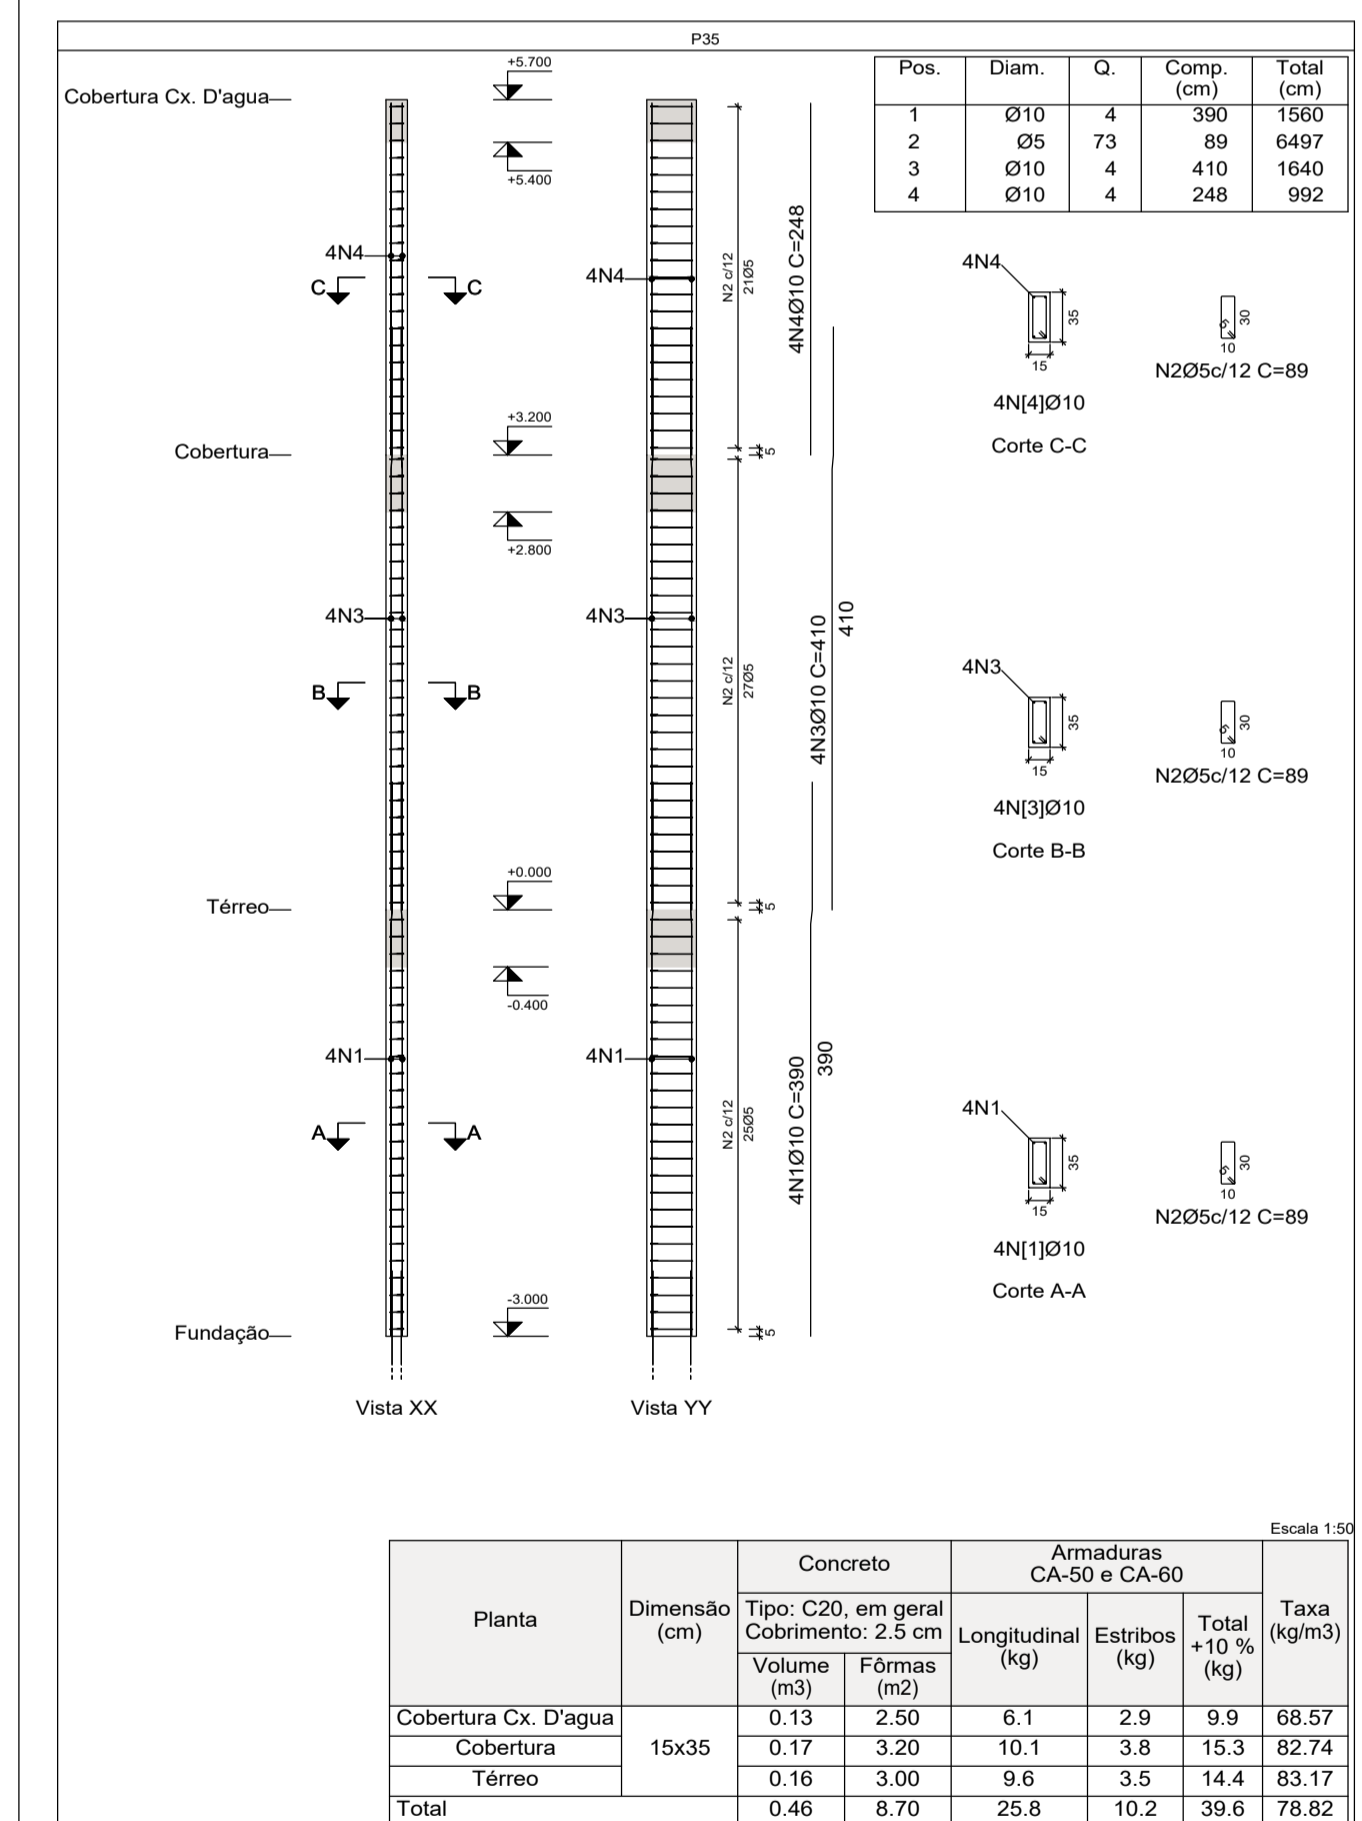 P35
Pos. Diam. Q. Comp. (cm) Total (cm)
1 Ø10 4 390 1560
2 Ø5 73 89 6497
3 Ø10 4 410 1640
4 Ø10 4 248 992
Cobertura Cx. D'agua
+5.700
+5.400
4N4
C C
4N4
N2 c/12
21Ø5
4N4Ø10 C=248
4N4
35
15
4N[4]Ø10
Corte C-C
5
30
10
N2Ø5c/12 C=89
Cobertura
+3.200
5
+2.800
4N3
B B
4N3
N2 c/12
27Ø5
4N3Ø10 C=410
410
4N3
35
15
4N[3]Ø10
Corte B-B
5
30
10
N2Ø5c/12 C=89
Térreo
+0.000
5
-0.400
4N1
A A
4N1
N2 c/12
25Ø5
4N1Ø10 C=390
390
4N1
35
15
4N[1]Ø10
Corte A-A
5
30
10
N2Ø5c/12 C=89
Fundação
-3.000
5
Vista XX
Vista YY
Escala 1:50
Planta
Dimensão
(cm)
Concreto
Tipo: C20, em geral
Cobrimento: 2.5 cm
Volume
(m3)
Fôrmas
(m2)
Armaduras
CA-50 e CA-60
Longitudinal
(kg)
Estribos
(kg)
Total
+10 %
(kg)
Taxa
(kg/m3)
Cobertura Cx. D'agua 0.13 2.50 6.1 2.9 9.9 68.57
Cobertura 15x35 0.17 3.20 10.1 3.8 15.3 82.74
Térreo 0.16 3.00 9.6 3.5 14.4 83.17
Total 0.46 8.70 25.8 10.2 39.6 78.82